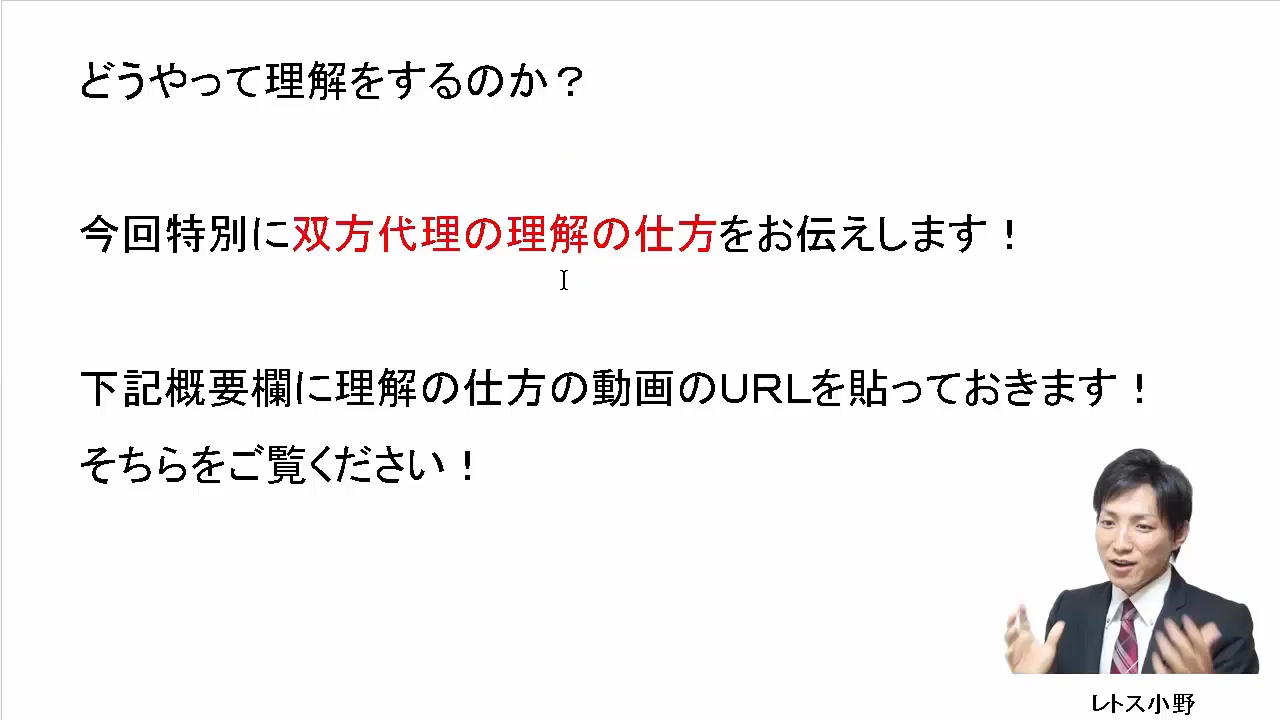 どうやって理解をするのか？
今回特別に双方代理の理解の仕方をお伝えします！
下記概要欄に理解の仕方の動画のＵＲＬを貼っておきます！
そちらをご覧ください！
レトス小野